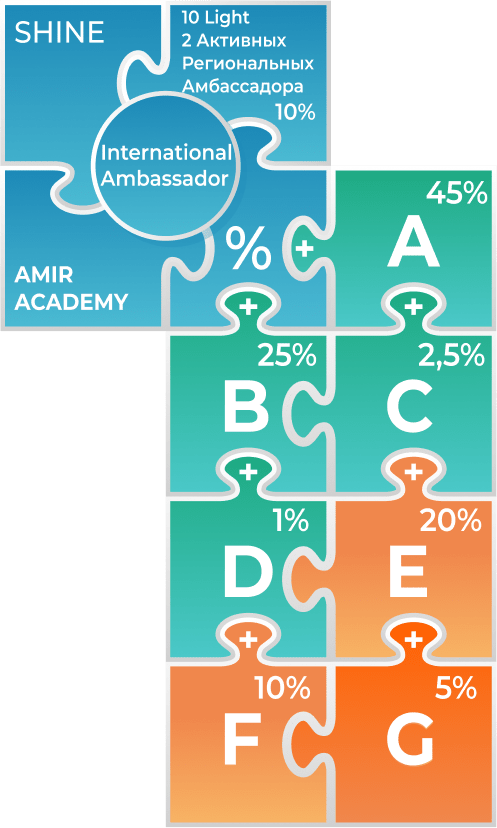 SHINE
10 Light
2 Активных
Региональных
Амбассадора
10%
International
Ambassador
AMIR
ACADEMY
%
+
45%
A
+
+
25%
B
2,5%
C
+
+
1%
D
20%
E
+
+
10%
F
5%
G